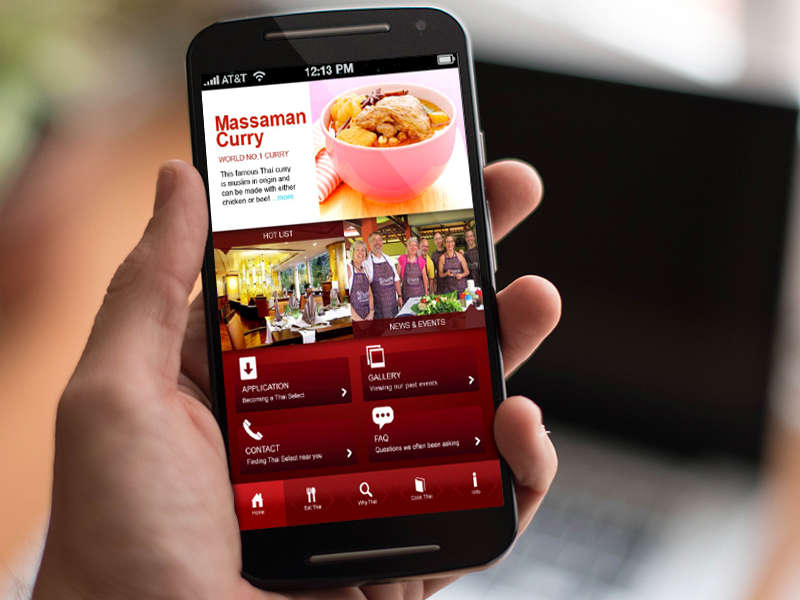 AT&T
12:13 PM
Massaman
Curry
WORLD NO.1 CURRY
This famous Thai curry
is muslim in origin and
can be made with either
chicken or beef ...more
HOT LIST
NEWS & EVENTS
APPLICATION
Becoming a Thai Select
GALLERY
Viewing our past events
CONTACT
Finding Thai Select near you
FAQ
Questions we often been asking
Home
Eat Thai
Why Thai
Cook Thai
Info